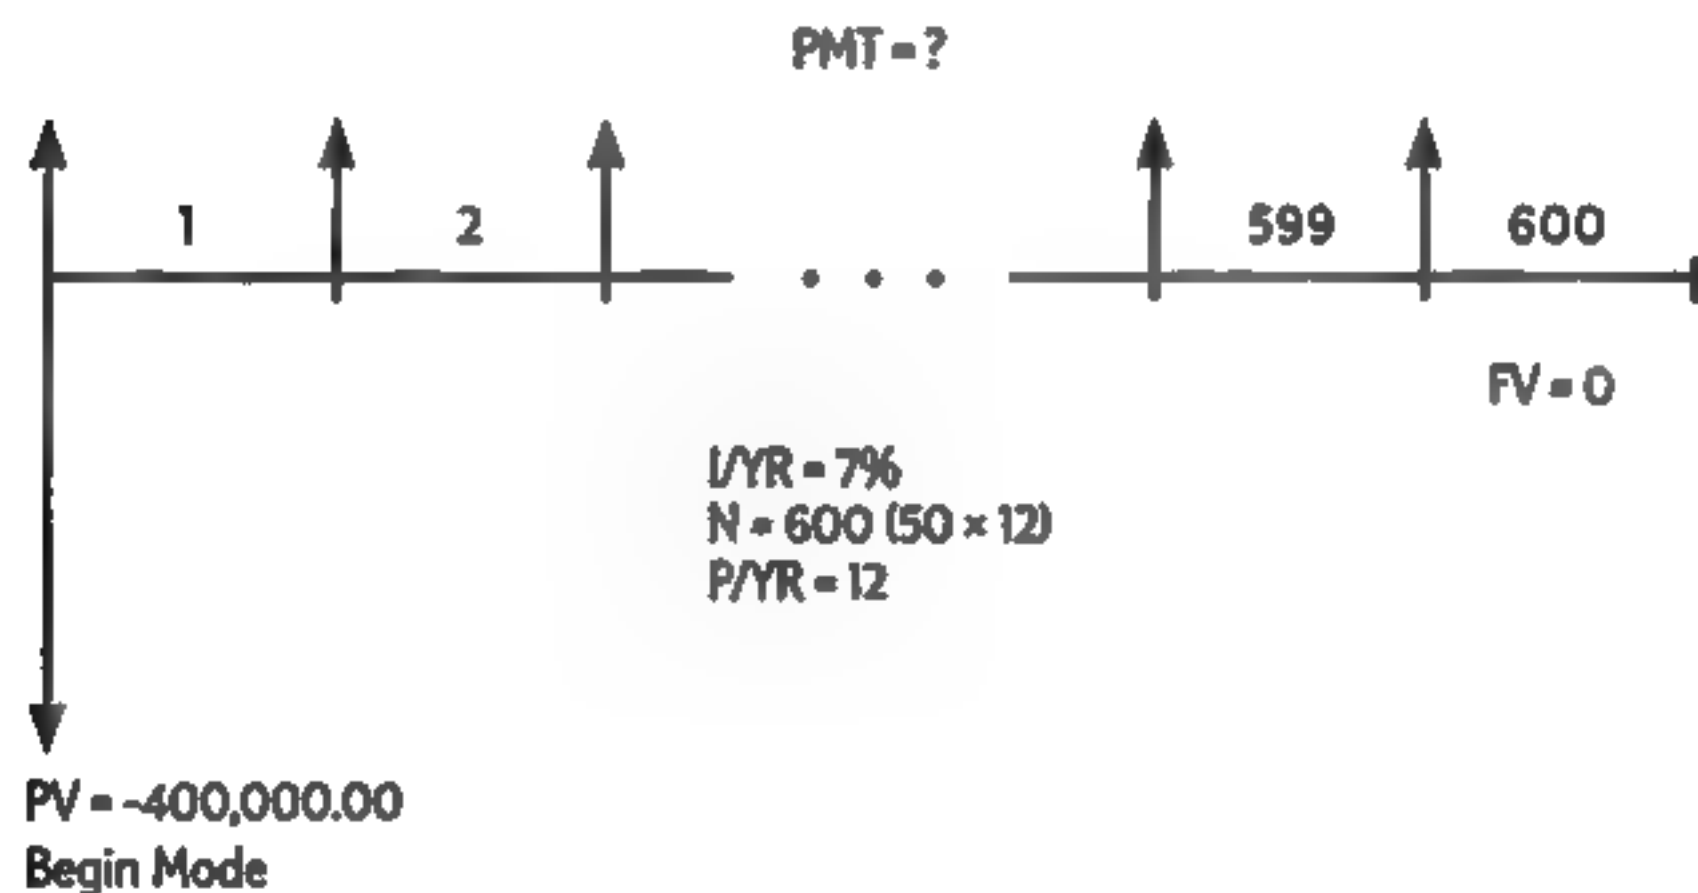 PMT = ?
1 2 599 600
FV = 0
I/YR = 7%
N = 600 (50 × 12)
P/YR = 12
PV = -400,000.00
Begin Mode